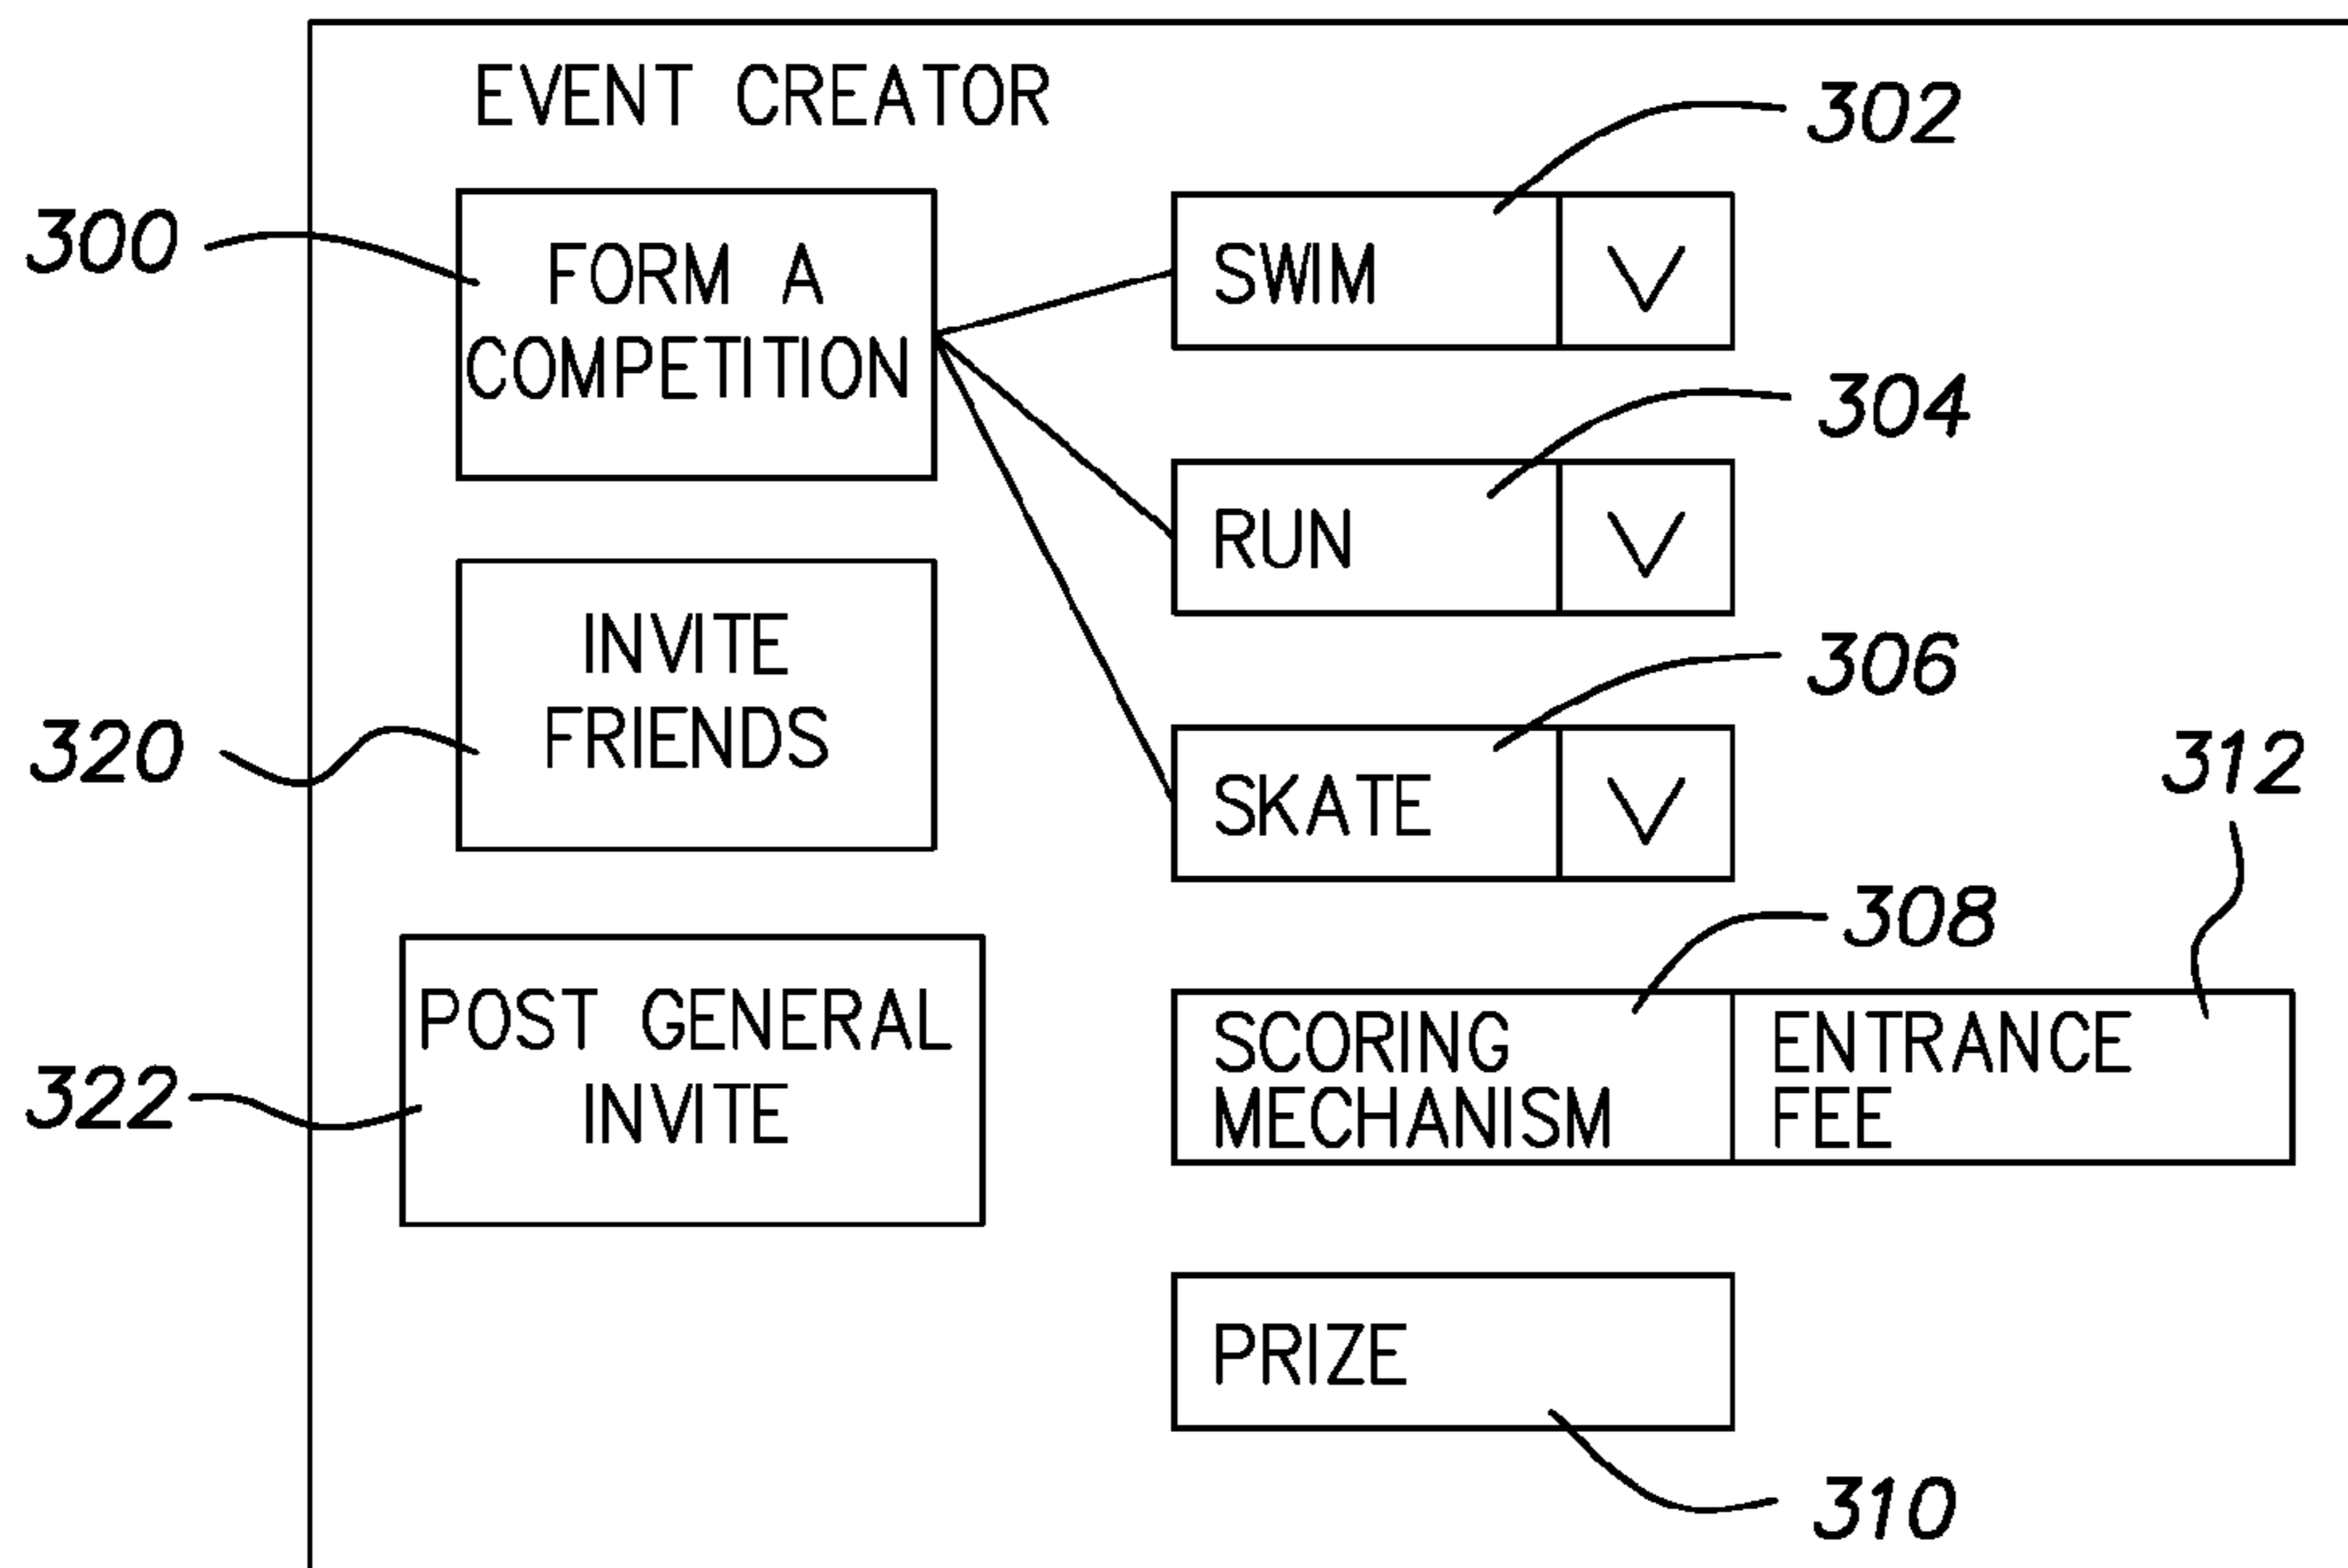 EVENT CREATOR
302
300
FORM A
COMPETITION
SWIM
V
304
RUN
V
INVITE
FRIENDS
306
320
SKATE
V
312
308
POST GENERAL
INVITE
322
SCORING
MECHANISM
ENTRANCE
FEE
PRIZE
310